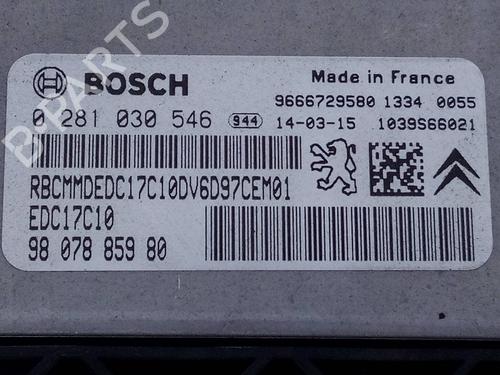 BOSCH
Made in France
9666729580 1334 0055
0 281 030 546 944 14-03-15 1039S66021
RBCMMDEDC17C10DV6D97CEM01
EDC17C10
98 078 859 80
B-PARTS